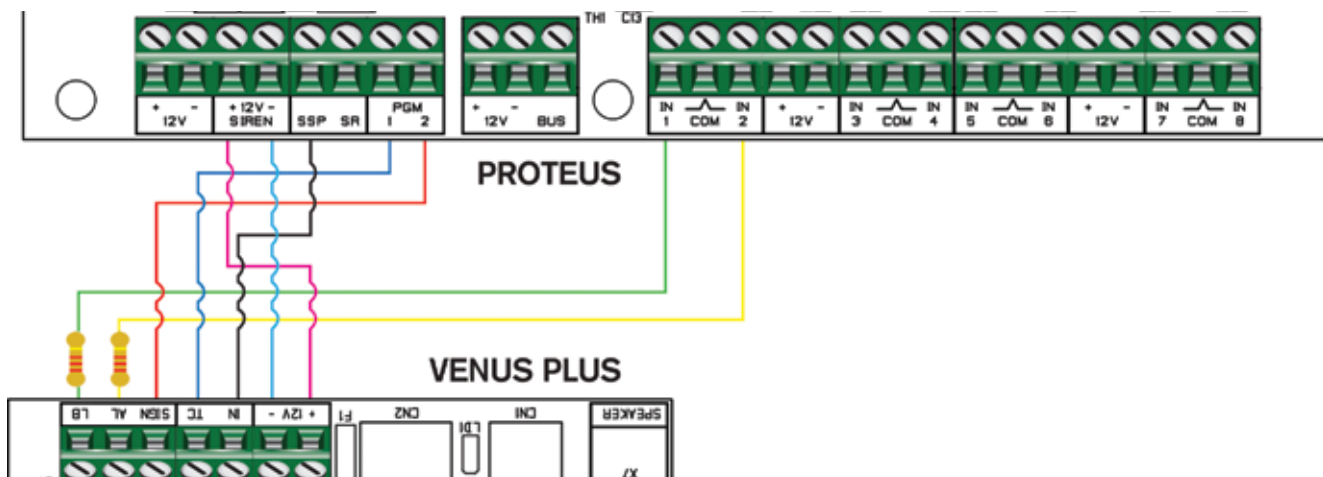 TH1 C13
+ - + 12V - PGM + - IN COM IN + - IN COM IN IN COM IN + - IN COM IN
12V SIREN SSP SR 1 2 12V BUS 1 2 12V 3 4 5 6 12V 7 8
PROTEUS
VENUS PLUS
LB AL SIGN TC IN - 12V + F1 CN2 LD1 CN1 SPEAKER